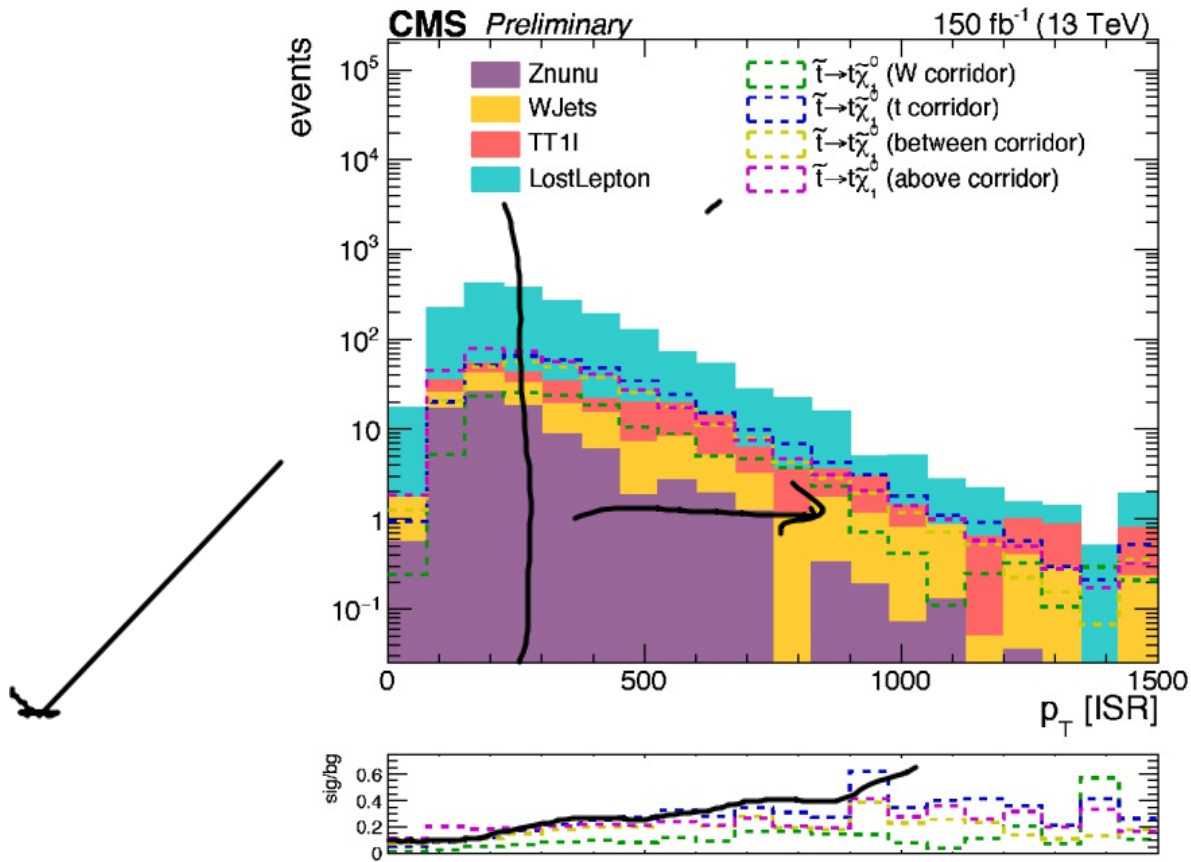 CMS Preliminary 150 fb⁻¹ (13 TeV)
events
10⁵
10⁴
10³
10²
10
1
10⁻¹
Znunu
WJets
TT1l
LostLepton
t̃→tχ̃₁⁰ (W corridor)
t̃→tχ̃₁⁰ (t corridor)
t̃→tχ̃₁⁰ (between corridor)
t̃→tχ̃₁⁰ (above corridor)
0 500 1000 1500
p_T [ISR]
sig/bg
0.6
0.4
0.2
0